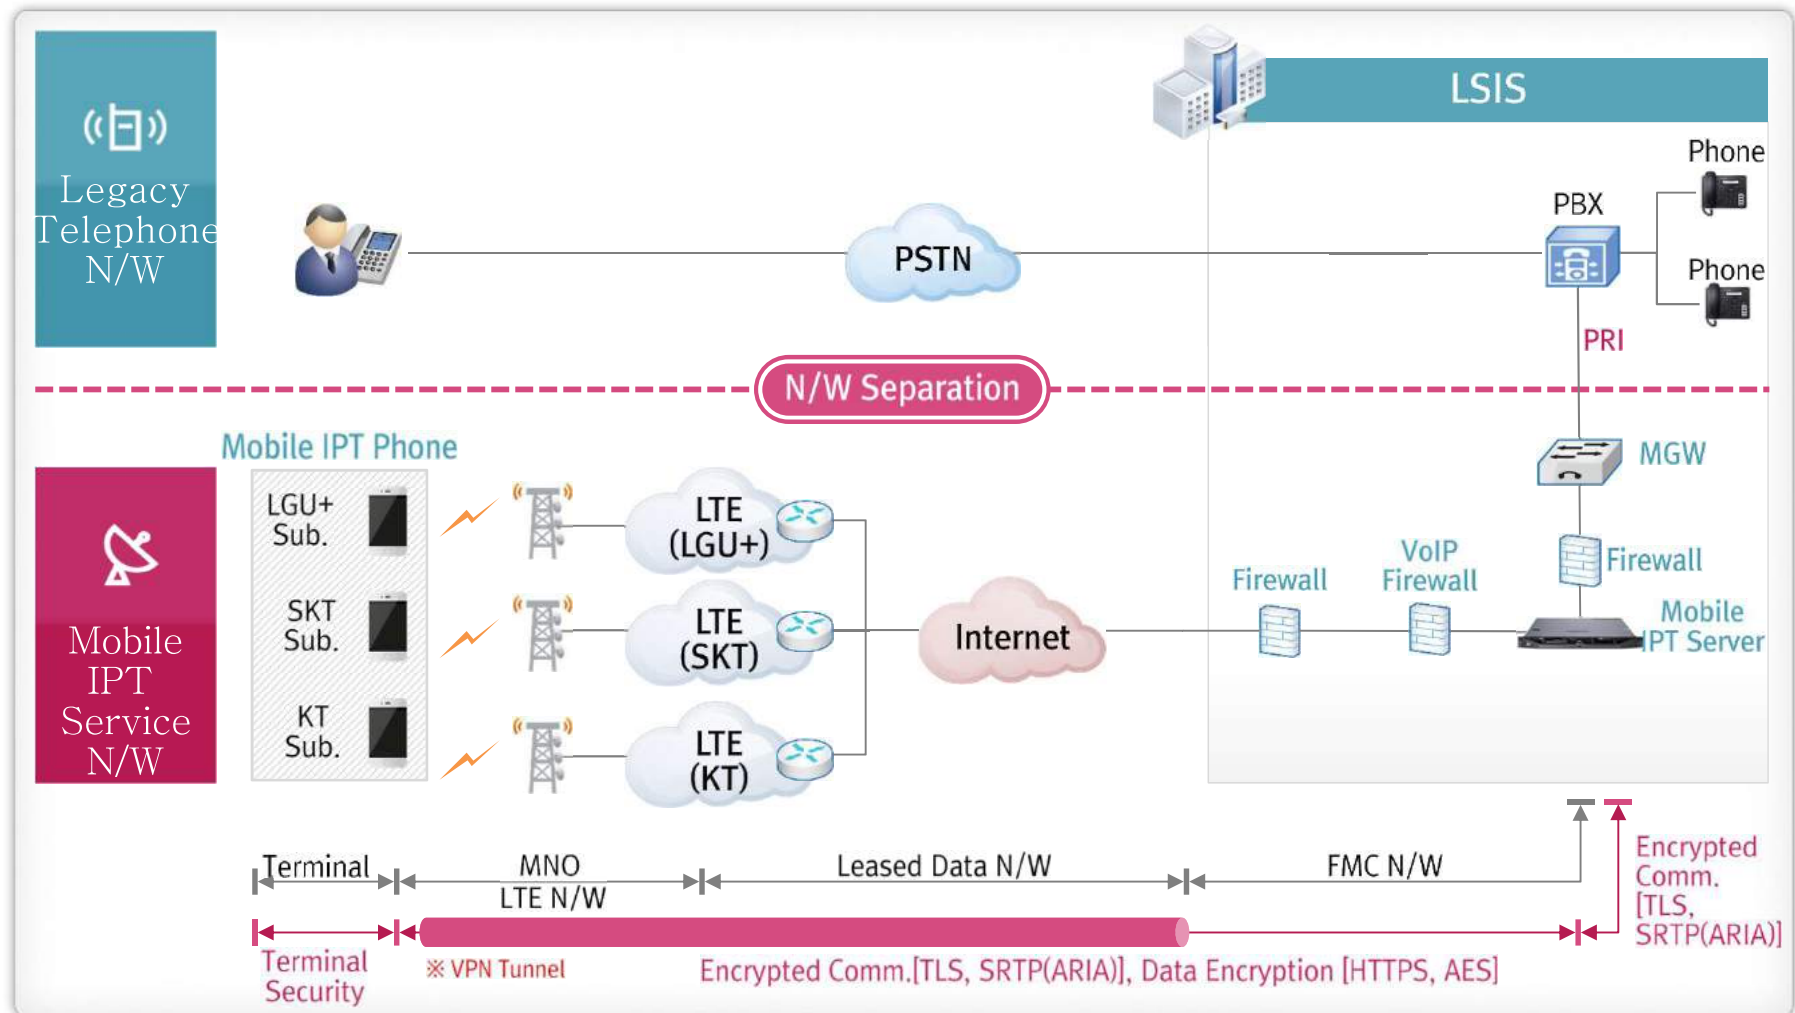 LSIS
Legacy
Telephone
N/W
PSTN
PBX
Phone
Phone
PRI
N/W Separation
Mobile IPT Phone
LGU+
Sub.
SKT
Sub.
KT
Sub.
LTE
(LGU+)
LTE
(SKT)
LTE
(KT)
Internet
Firewall
VoIP
Firewall
MGW
Firewall
Mobile
IPT Server
Mobile
IPT
Service
N/W
Terminal
MNO
LTE N/W
Leased Data N/W
FMC N/W
Encrypted
Comm.
[TLS,
SRTP(ARIA)]
Terminal
Security
※ VPN Tunnel
Encrypted Comm.[TLS, SRTP(ARIA)], Data Encryption [HTTPS, AES]